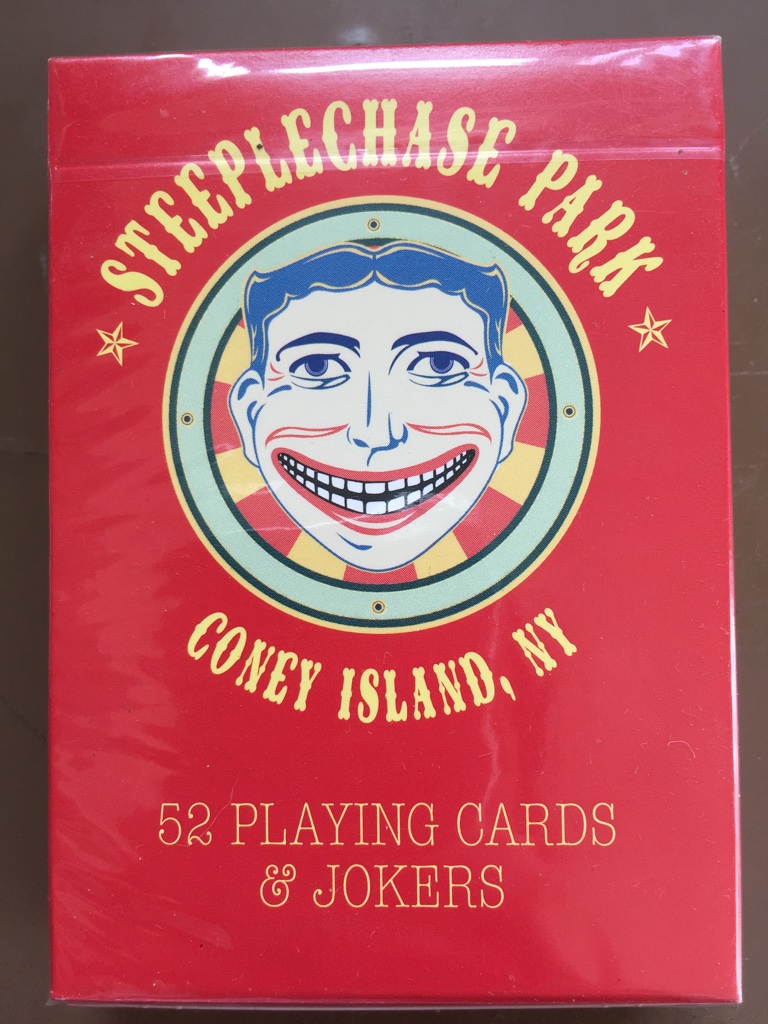 STEEPLECHASE PARK
CONEY ISLAND, NY
52 PLAYING CARDS
& JOKERS